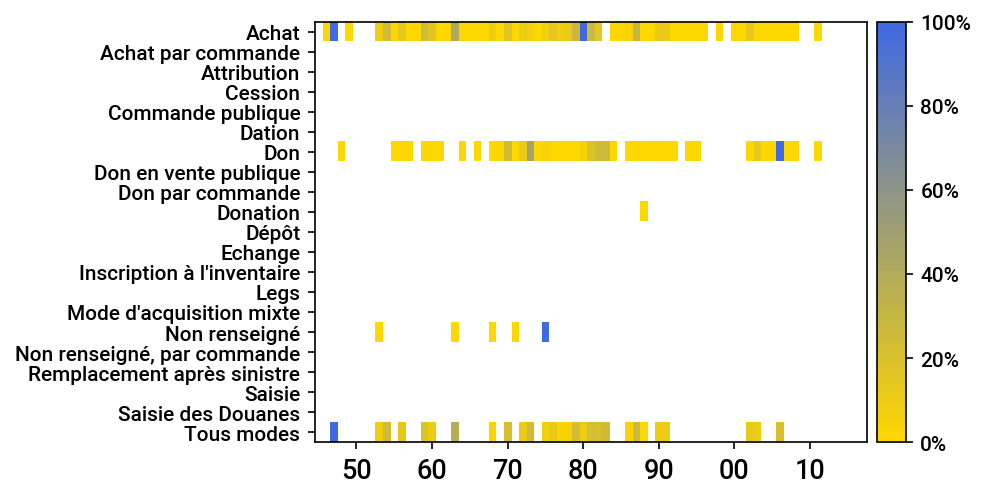 Achat
Achat par commande
Attribution
Cession
Commande publique
Dation
Don
Don en vente publique
Don par commande
Donation
Dépôt
Echange
Inscription à l'inventaire
Legs
Mode d'acquisition mixte
Non renseigné
Non renseigné, par commande
Remplacement après sinistre
Saisie
Saisie des Douanes
Tous modes
50 60 70 80 90 00 10
100%
80%
60%
40%
20%
0%